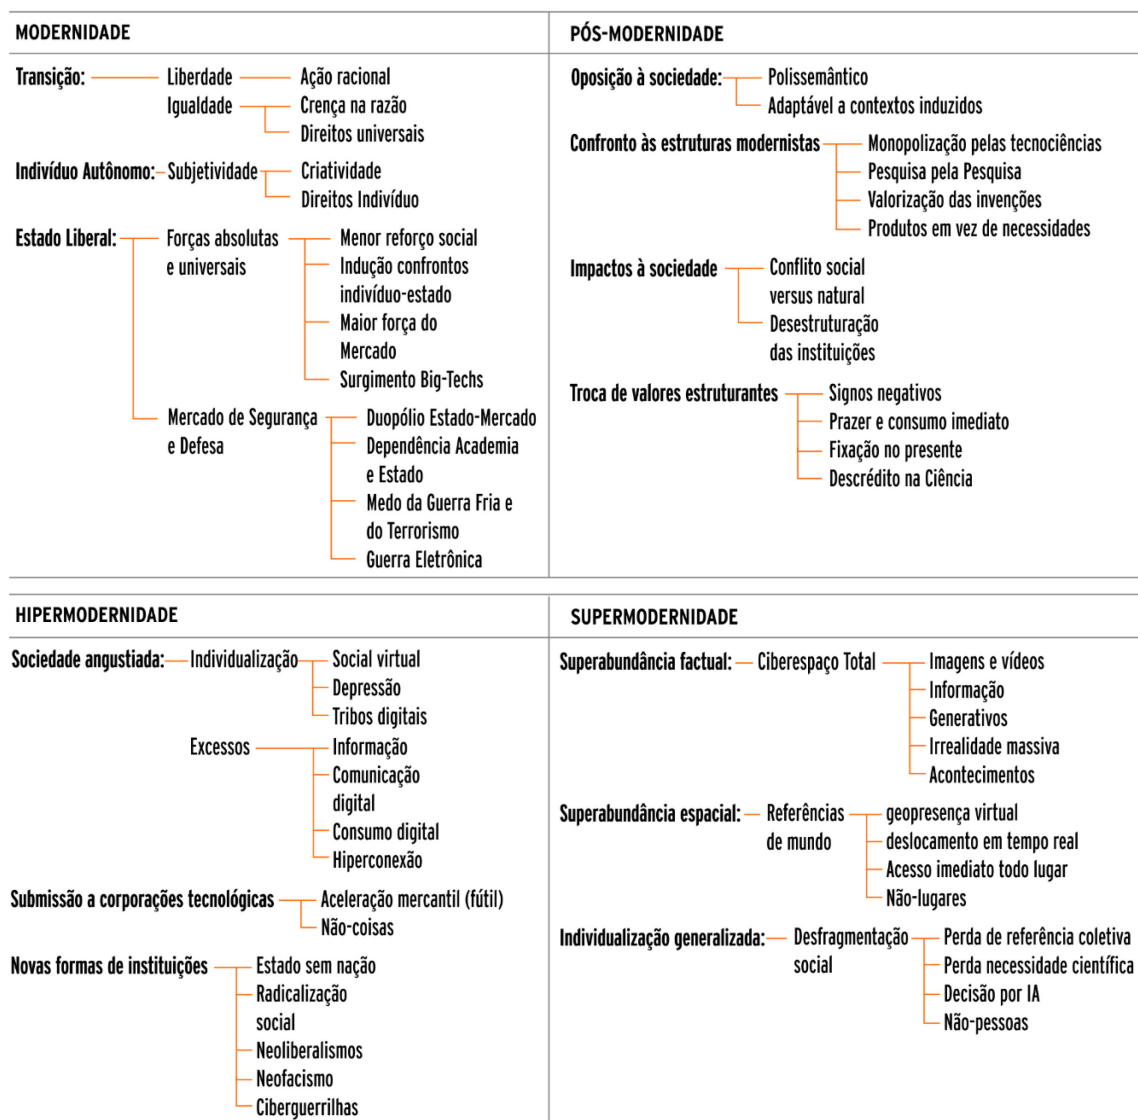 MODERNIDADE
Transição: Liberdade Ação racional
Igualdade Crença na razão
Direitos universais
Indivíduo Autônomo: Subjetividade Criatividade
Direitos Indivíduo
Estado Liberal: Forças absolutas Menor reforço social
e universais Indução confrontos
indivíduo-estado
Maior força do
Mercado
Surgimento Big-Techs
Mercado de Segurança Duopólio Estado-Mercado
e Defesa Dependência Academia
e Estado
Medo da Guerra Fria e
do Terrorismo
Guerra Eletrônica
PÓS-MODERNIDADE
Oposição à sociedade: Polissemântico
Adaptável a contextos induzidos
Confronto às estruturas modernistas Monopolização pelas tecnociências
Pesquisa pela Pesquisa
Valorização das invenções
Produtos em vez de necessidades
Impactos à sociedade Conflito social
versus natural
Desestruturação
das instituições
Troca de valores estruturantes Signos negativos
Prazer e consumo imediato
Fixação no presente
Descrédito na Ciência
HIPERMODERNIDADE
Sociedade angustiada: Individualização Social virtual
Depressão
Tribos digitais
Excessos Informação
Comunicação
digital
Consumo digital
Hiperconexão
Submissão a corporações tecnológicas Aceleração mercantil (fútil)
Não-coisas
Novas formas de instituições Estado sem nação
Radicalização
social
Neoliberalismos
Neofacismo
Ciberguerrilhas
SUPERMODERNIDADE
Superabundância factual: Ciberespaço Total Imagens e vídeos
Informação
Generativos
Irrealidade massiva
Acontecimentos
Superabundância espacial: Referências geopresença virtual
de mundo deslocamento em tempo real
Acesso imediato todo lugar
Não-lugares
Individualização generalizada: Desfragmentação Perda de referência coletiva
social Perda necessidade científica
Decisão por IA
Não-pessoas